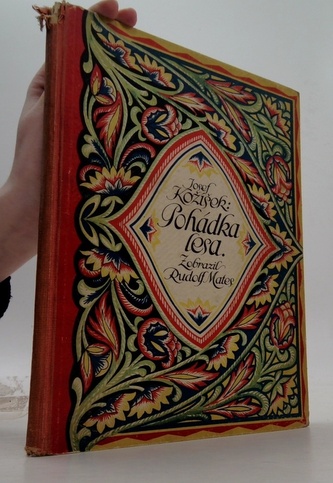 Josef
Kožíšek:
Pohádka
lesa.
Zobrazil
Rudolf Mates